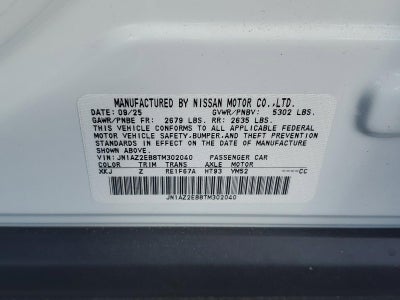 MANUFACTURED BY NISSAN MOTOR CO.,LTD.
DATE: 09/25 GVWR/PNBV: 5302 LBS.
GAWR/PNBE FR: 2679 LBS. RR: 2635 LBS.
THIS VEHICLE CONFORMS TO ALL APPLICABLE FEDERAL
MOTOR VEHICLE SAFETY,BUMPER,AND THEFT PREVENTION
STANDARDS IN EFFECT ON THE DATE OF MANUFACTURE
SHOWN ABOVE.
VIN: JN1AZ2EB8TM302040 PASSENGER CAR
COLOR TRIM TRANS AXLE MOTOR
XKJ Z RE1F67A HT93 YM52 ----CC
JN1AZ2EB8TM302040